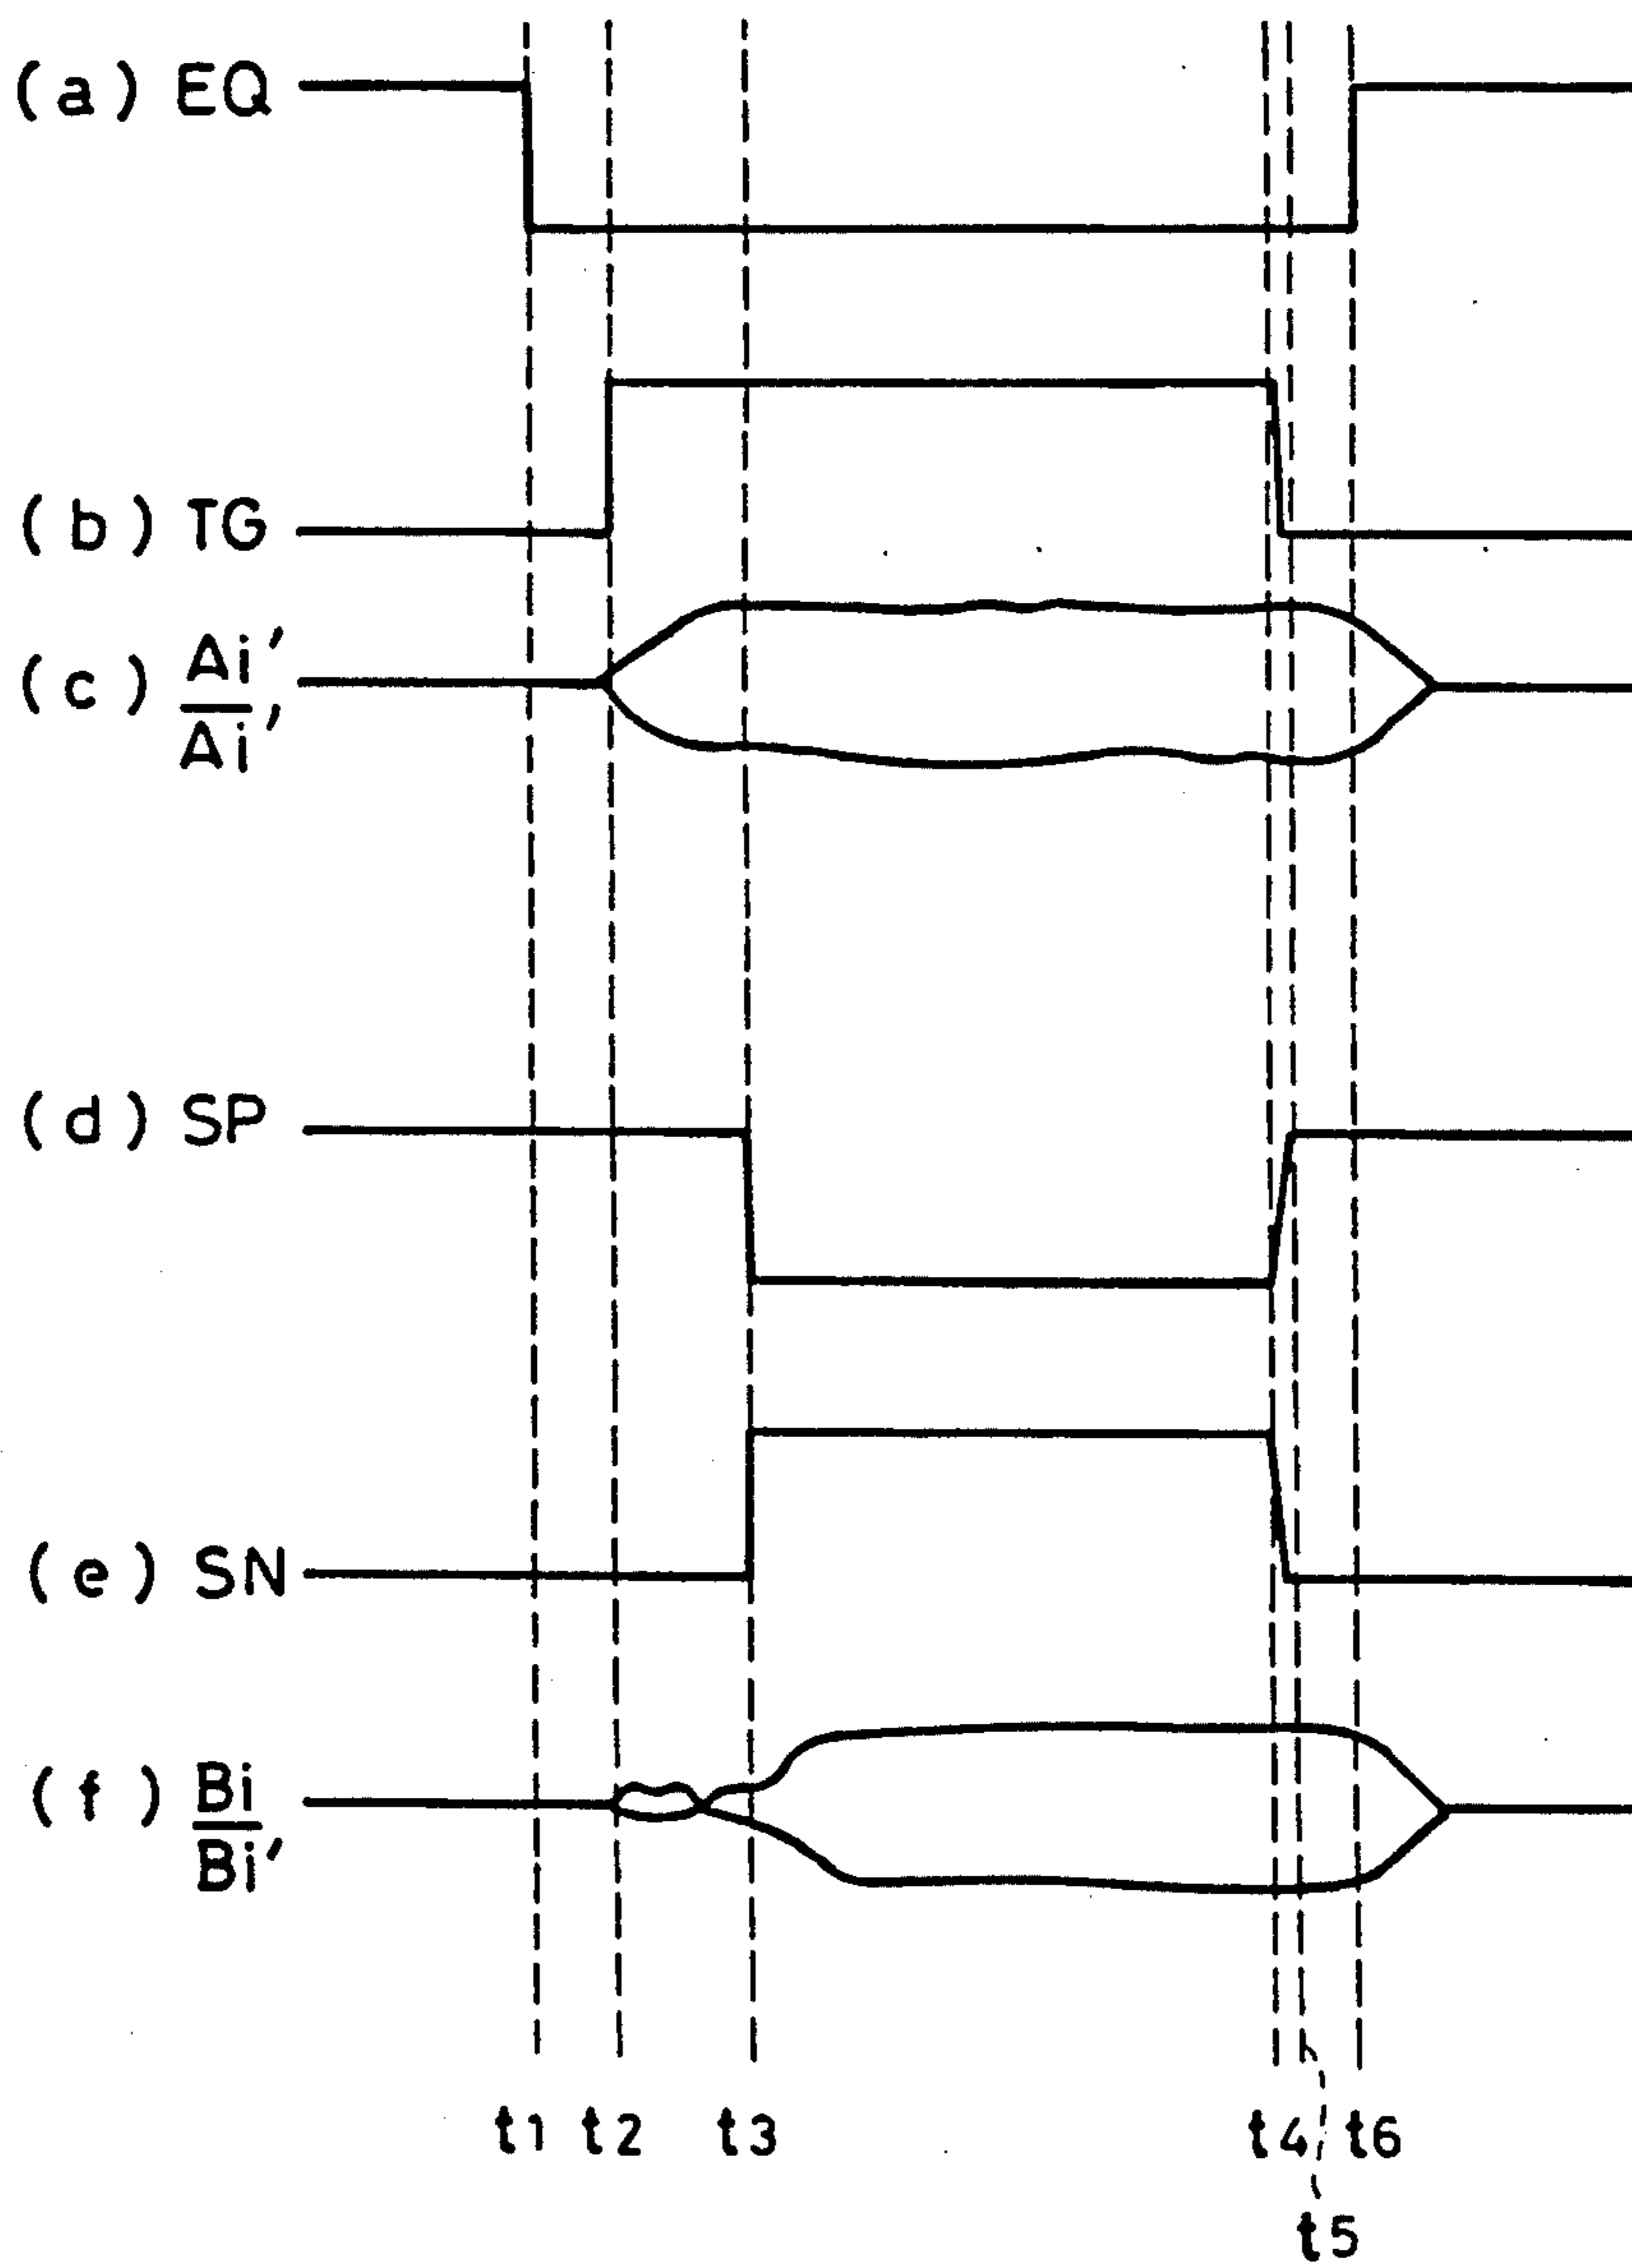 (a) EQ
(b) TG
(c) Ai'
Ai'
(d) SP
(e) SN
(f) Bi
Bi'
t1 t2 t3 t4 t6
t5